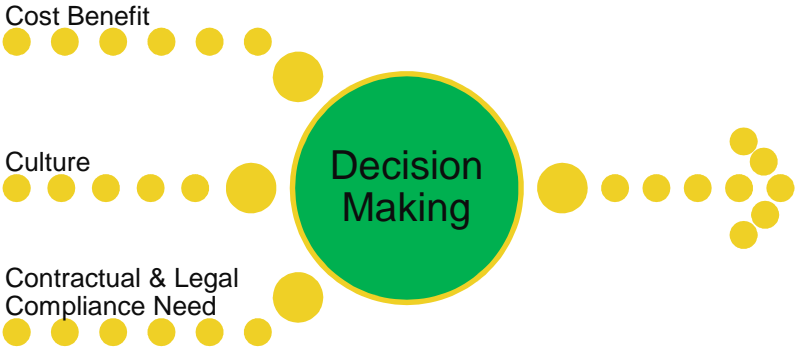 Cost Benefit
Culture
Decision
Making
Contractual & Legal
Compliance Need